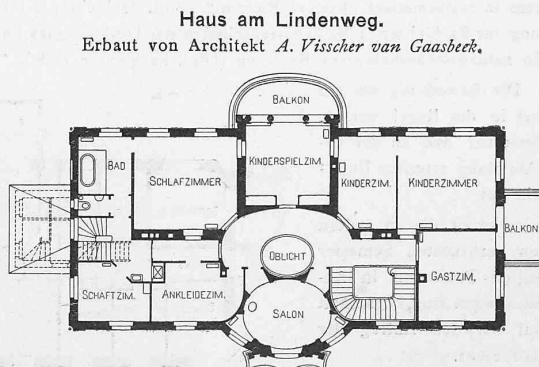 Haus am Lindenweg.
Erbaut von Architekt A. Visscher van Gaasbeek.
BALKON
BAD
SCHLAFZIMMER
KINDERSPIELZIM.
KINDERZIM.
KINDERZIMMER
BALKON
OBLICHT
GASTZIM.
SCHAFTZIM.
ANKLEIDEZIM.
SALON